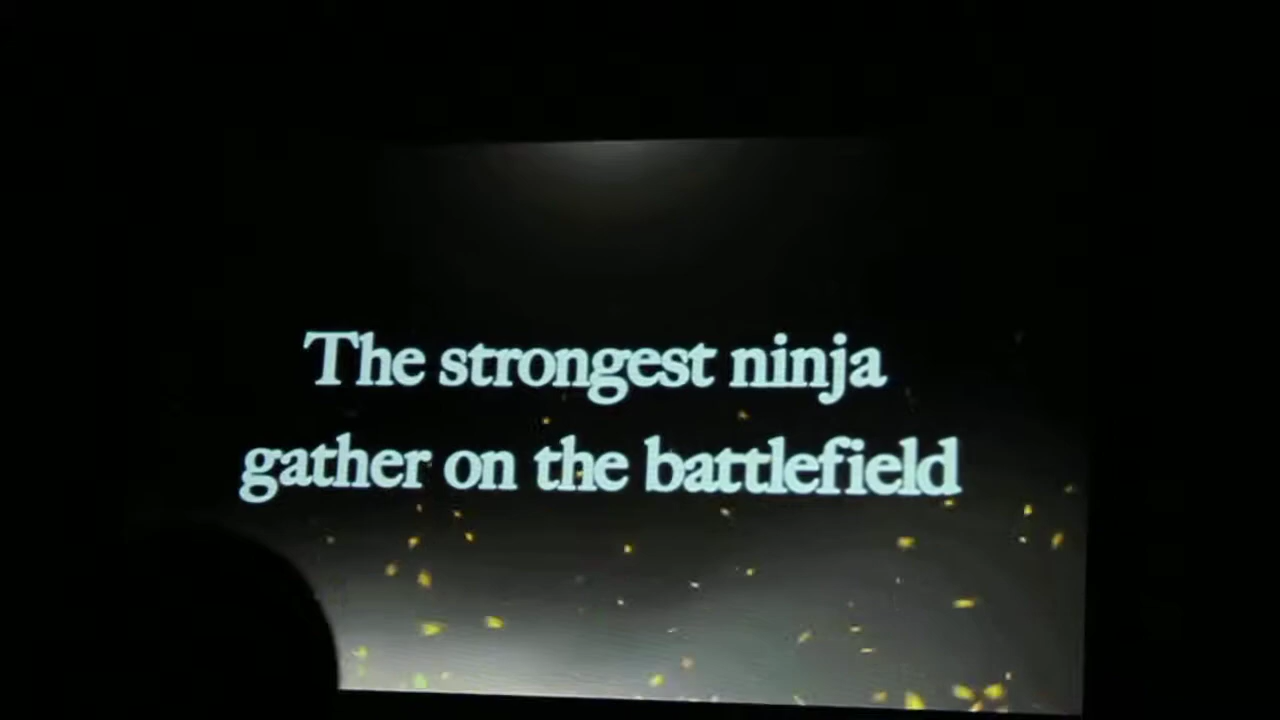 The strongest ninja
gather on the battlefield